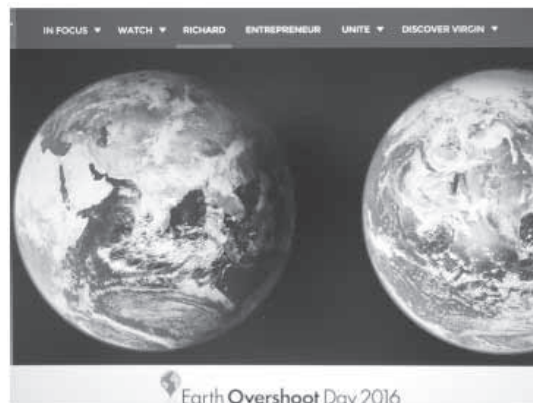 IN FOCUS WATCH RICHARD ENTREPRENEUR UNITE DISCOVER VIRGIN
Earth Overshoot Day 2016